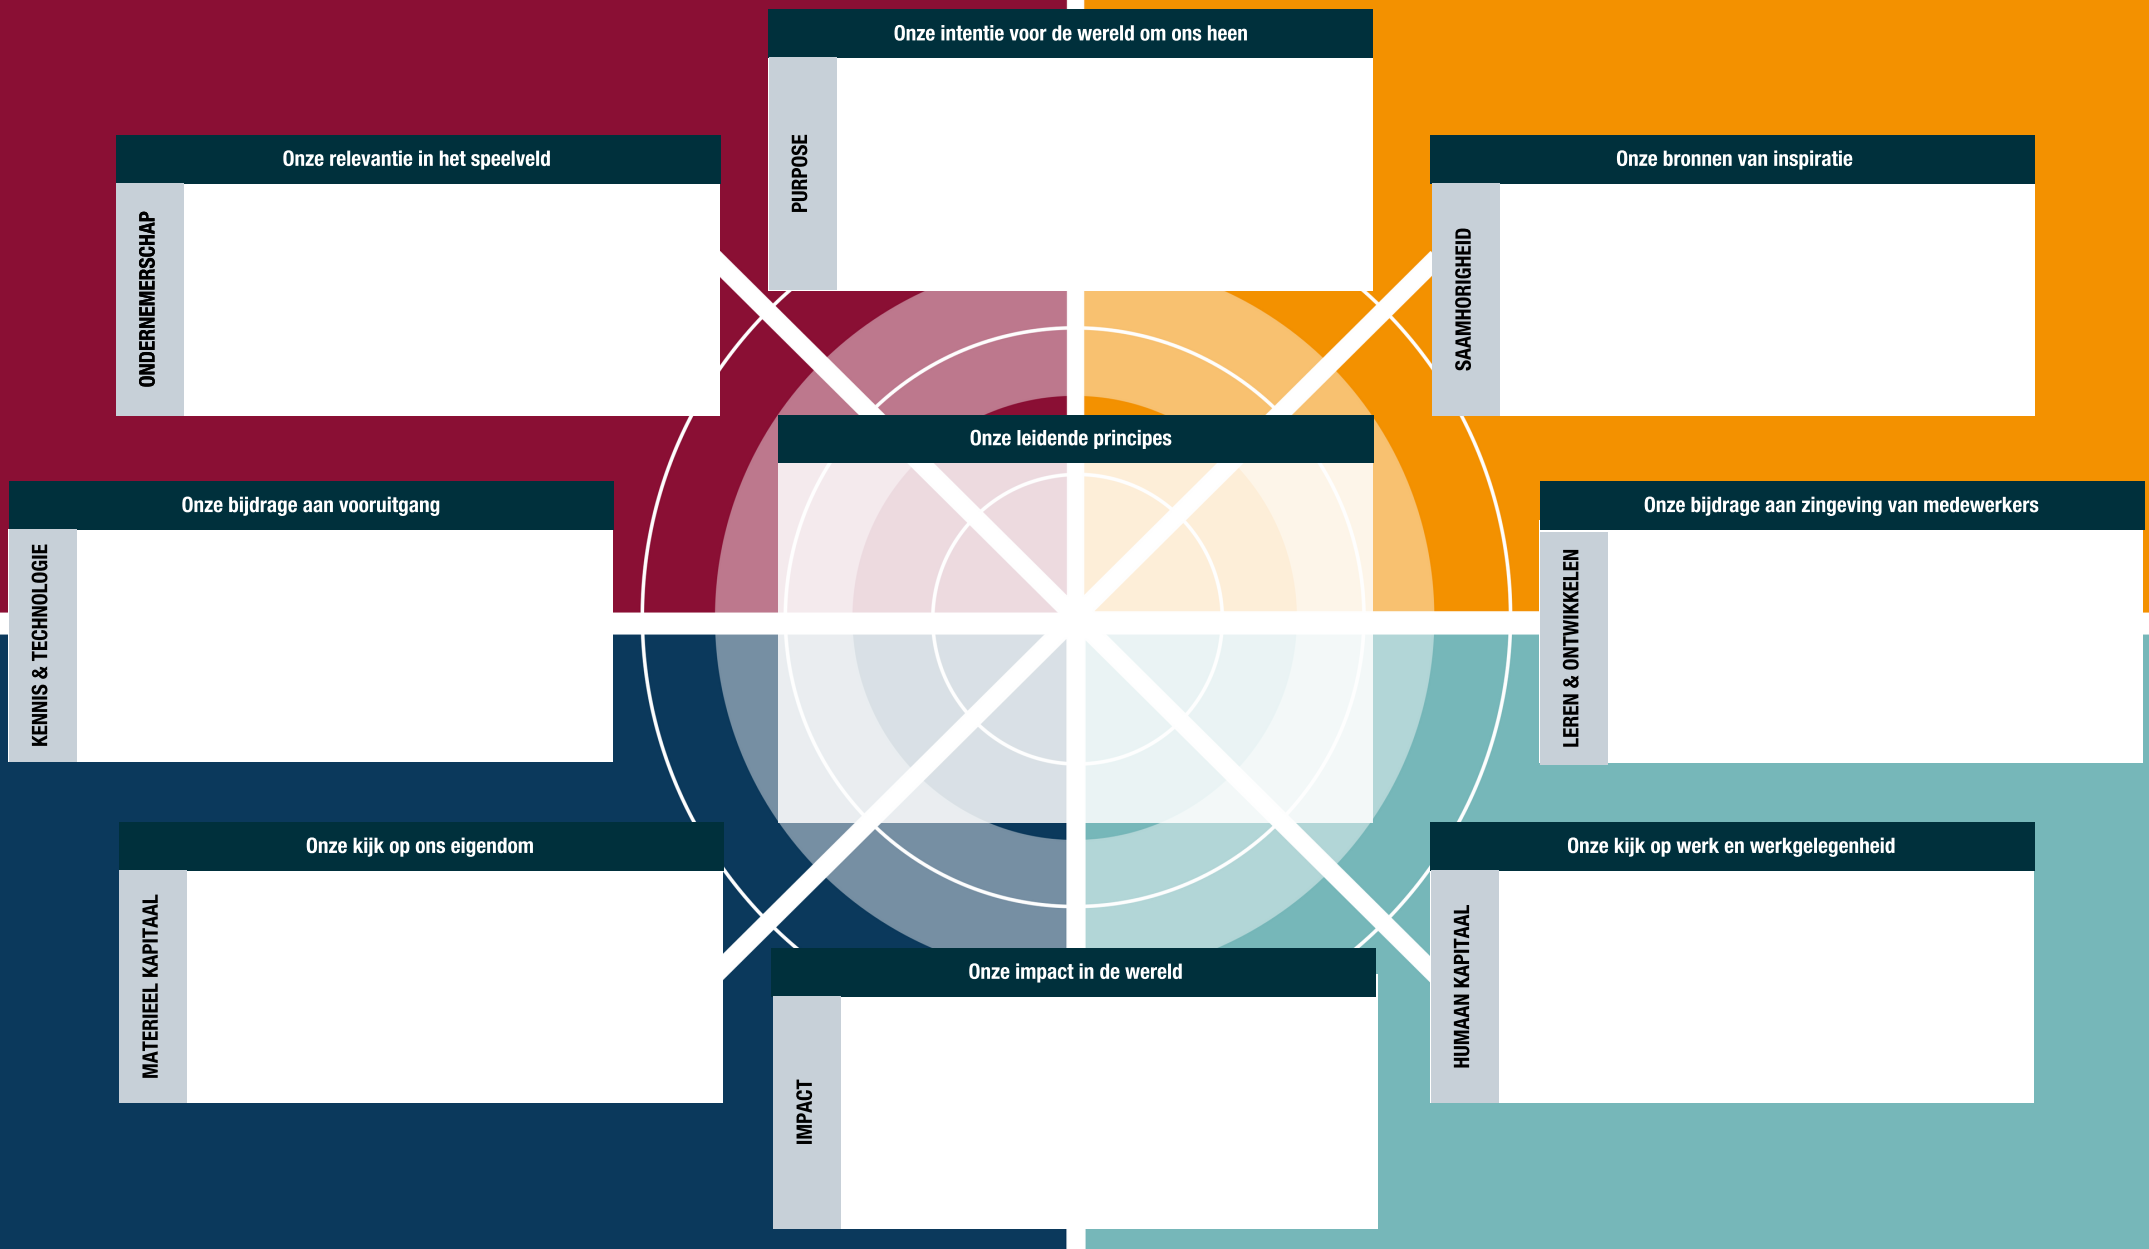 Onze intentie voor de wereld om ons heen
PURPOSE
Onze relevantie in het speelveld
ONDERNEMERSCHAP
Onze bronnen van inspiratie
SAAMHORIGHEID
Onze leidende principes
Onze bijdrage aan vooruitgang
KENNIS & TECHNOLOGIE
Onze bijdrage aan zingeving van medewerkers
LEREN & ONTWIKKELEN
Onze kijk op ons eigendom
MATERIEEL KAPITAAL
Onze kijk op werk en werkgelegenheid
HUMAAN KAPITAAL
Onze impact in de wereld
IMPACT